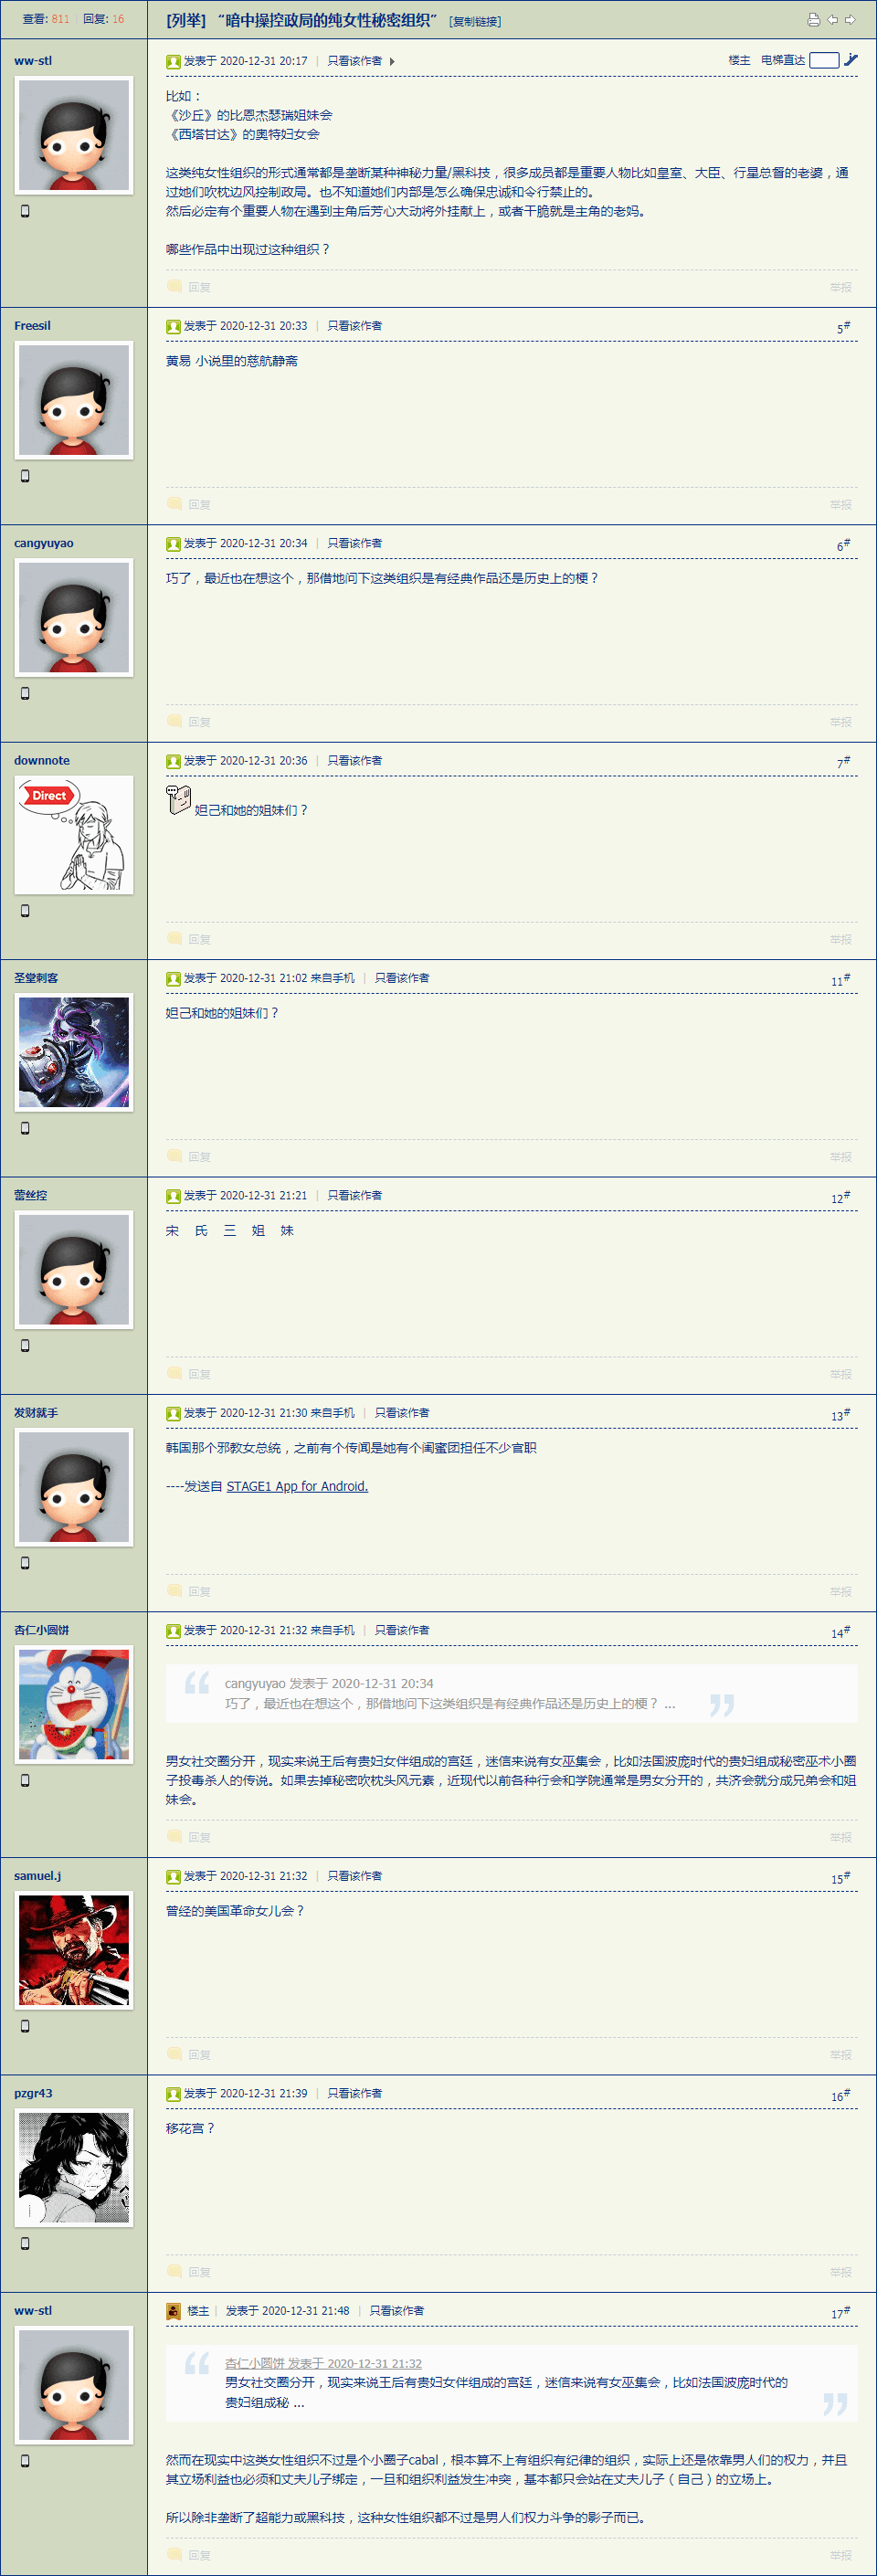 查看: 811 | 回复: 16
[列举] “暗中操控政局的纯女性秘密组织” [复制链接]
ww-stl
发表于 2020-12-31 20:17 | 只看该作者
楼主 电梯直达
比如：
《沙丘》的比恩杰瑟瑞姐妹会
《西塔甘达》的奥特妇女会
这类纯女性组织的形式通常都是垄断某种神秘力量/黑科技，很多成员都是重要人物比如皇室、大臣、行星总督的老婆，通
过她们吹枕边风控制政局。也不知道她们内部是怎么确保忠诚和令行禁止的。
然后必定有个重要人物在遇到主角后芳心大动将外挂献上，或者干脆就是主角的老妈。
哪些作品中出现过这种组织？
回复 举报
Freesil
发表于 2020-12-31 20:33 | 只看该作者
5#
黄易 小说里的慈航静斋
回复 举报
cangyuyao
发表于 2020-12-31 20:34 | 只看该作者
6#
巧了，最近也在想这个，那借地问下这类组织是有经典作品还是历史上的梗？
回复 举报
downnote
Direct
发表于 2020-12-31 20:36 | 只看该作者
7#
妲己和她的姐妹们？
回复 举报
圣堂刺客
发表于 2020-12-31 21:02 来自手机 | 只看该作者
11#
妲己和她的姐妹们？
回复 举报
蕾丝控
发表于 2020-12-31 21:21 | 只看该作者
12#
宋 氏 三 姐 妹
回复 举报
发财就手
发表于 2020-12-31 21:30 来自手机 | 只看该作者
13#
韩国那个邪教女总统，之前有个传闻是她有个闺蜜团担任不少官职
----发送自 STAGE1 App for Android.
回复 举报
杏仁小圆饼
发表于 2020-12-31 21:32 来自手机 | 只看该作者
14#
cangyuyao 发表于 2020-12-31 20:34
巧了，最近也在想这个，那借地问下这类组织是有经典作品还是历史上的梗？ ...
男女社交圈分开，现实来说王后有贵妇女伴组成的宫廷，迷信来说有女巫集会，比如法国波庞时代的贵妇组成秘密巫术小圈
子投毒杀人的传说。如果去掉秘密吹枕头风元素，近现代以前各种行会和学院通常是男女分开的，共济会就分成兄弟会和姐
妹会。
回复 举报
samuel.j
发表于 2020-12-31 21:32 | 只看该作者
15#
曾经的美国革命女儿会？
回复 举报
pzgr43
发表于 2020-12-31 21:39 | 只看该作者
16#
移花宫？
回复 举报
ww-stl
楼主 | 发表于 2020-12-31 21:48 | 只看该作者
17#
杏仁小圆饼 发表于 2020-12-31 21:32
男女社交圈分开，现实来说王后有贵妇女伴组成的宫廷，迷信来说有女巫集会，比如法国波庞时代的
贵妇组成秘 ...
然而在现实中这类女性组织不过是个小圈子cabal，根本算不上有组织有纪律的组织，实际上还是依靠男人们的权力，并且
其立场利益也必须和丈夫儿子绑定，一旦和组织利益发生冲突，基本都只会站在丈夫儿子（自己）的立场上。
所以除非垄断了超能力或黑科技，这种女性组织都不过是男人们权力斗争的影子而已。
回复 举报